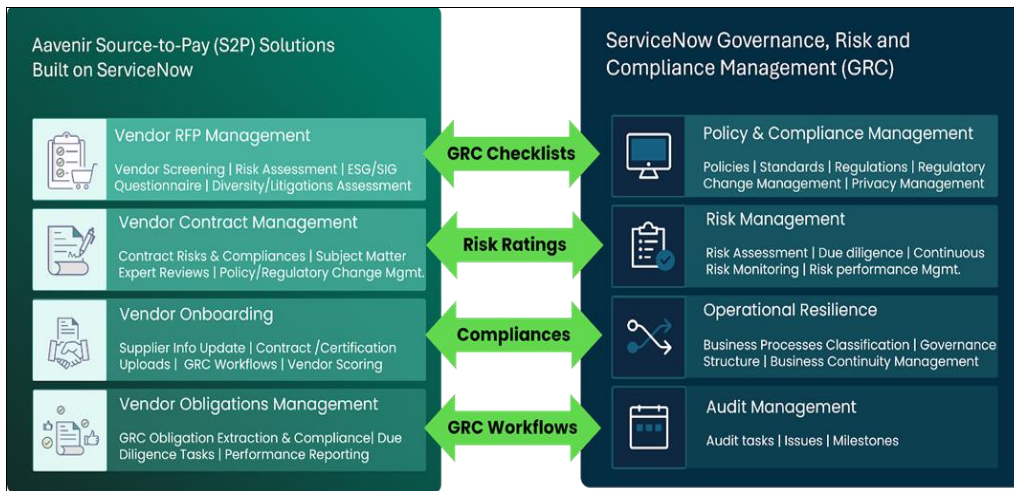 Aavenir Source-to-Pay (S2P) Solutions
Built on ServiceNow
Vendor RFP Management
Vendor Screening | Risk Assessment | ESG/SIG
Questionnaire | Diversity/Litigations Assessment
Vendor Contract Management
Contract Risks & Compliances | Subject Matter
Expert Reviews | Policy/Regulatory Change Mgmt.
Vendor Onboarding
Supplier Info Update | Contract /Certification
Uploads | GRC Workflows | Vendor Scoring
Vendor Obligations Management
GRC Obligation Extraction & Compliance| Due
Diligence Tasks | Performance Reporting
GRC Checklists
Risk Ratings
Compliances
GRC Workflows
ServiceNow Governance, Risk and
Compliance Management (GRC)
Policy & Compliance Management
Policies | Standards | Regulations | Regulatory
Change Management | Privacy Management
Risk Management
Risk Assessment | Due diligence | Continuous
Risk Monitoring | Risk performance Mgmt.
Operational Resilience
Business Processes Classification | Governance
Structure | Business Continuity Management
Audit Management
Audit tasks | Issues | Milestones